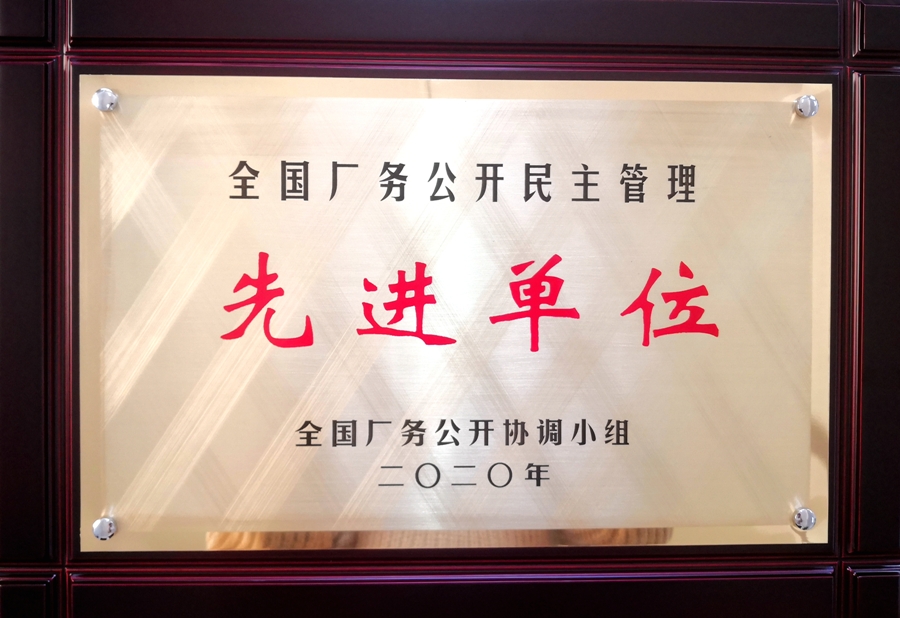 全国厂务公开民主管理
先进单位
全国厂务公开协调小组
二〇二〇年